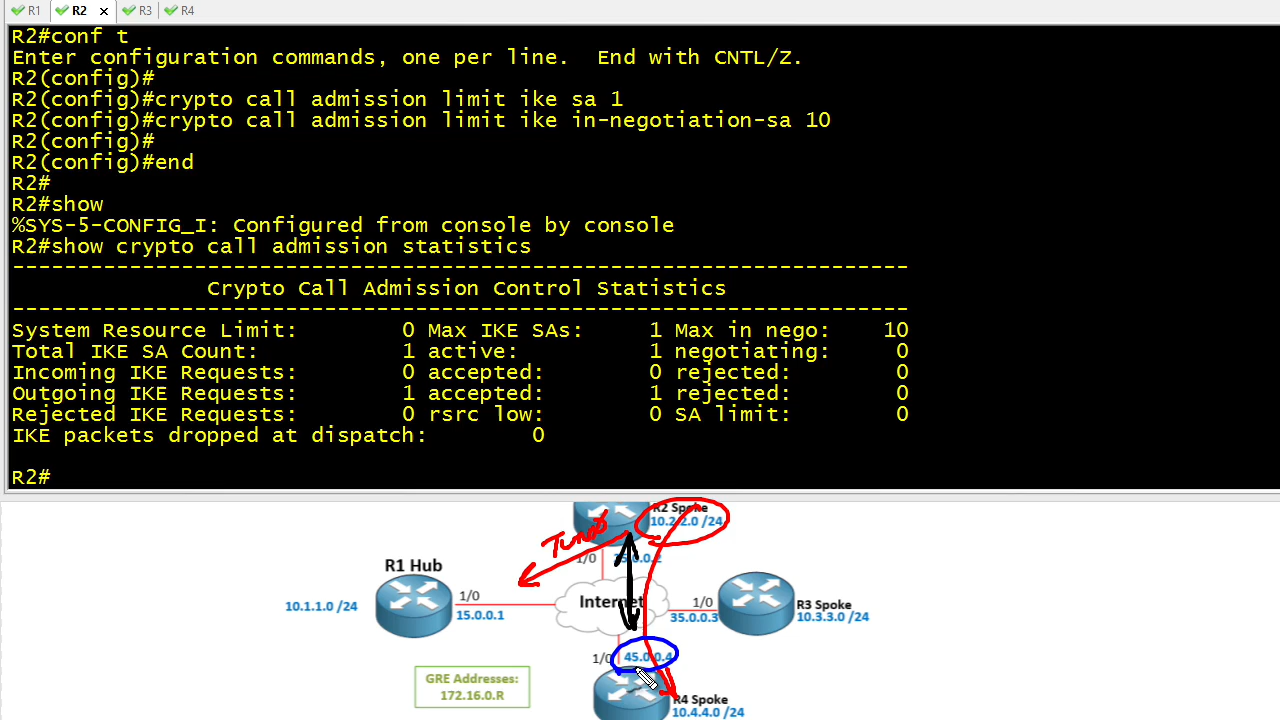 R1 R2 × R3 R4
R2#conf t
Enter configuration commands, one per line.  End with CNTL/Z.
R2(config)#
R2(config)#crypto call admission limit ike sa 1
R2(config)#crypto call admission limit ike in-negotiation-sa 10
R2(config)#
R2(config)#end
R2#
R2#show
%SYS-5-CONFIG_I: Configured from console by console
R2#show crypto call admission statistics
---------------------------------------------------------------------
Crypto Call Admission Control Statistics
---------------------------------------------------------------------
System Resource Limit:        0 Max IKE SAs:     1 Max in nego:    10
Total IKE SA Count:           1 active:          1 negotiating:     0
Incoming IKE Requests:        0 accepted:        0 rejected:        0
Outgoing IKE Requests:        1 accepted:        1 rejected:        0
Rejected IKE Requests:        0 rsrc low:        0 SA limit:        0
IKE packets dropped at dispatch:        0
R2#
R2 Spoke
10.2.2.0 /24
1/0
R1 Hub
10.1.1.0 /24
1/0
15.0.0.1
Internet
1/0
35.0.0.3
R3 Spoke
10.3.3.0 /24
1/0
45.0.0.4
GRE Addresses:
172.16.0.R
R4 Spoke
10.4.4.0 /24